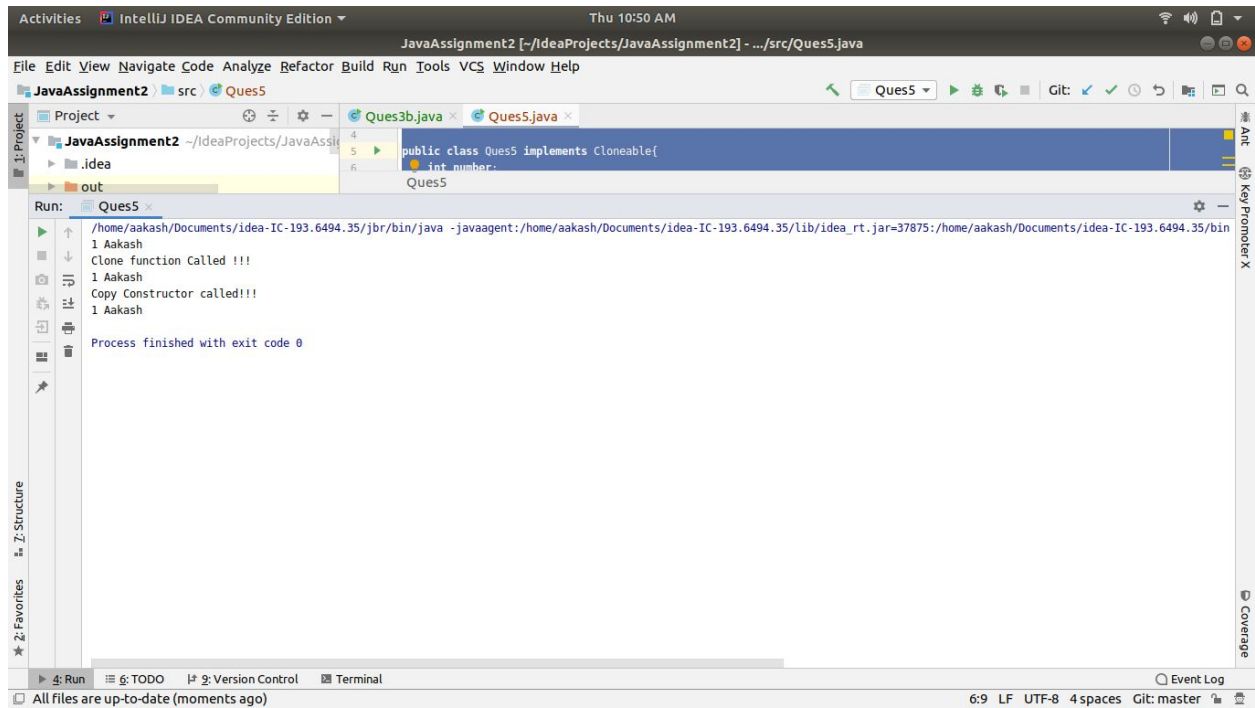 Activities IntelliJ IDEA Community Edition Thu 10:50 AM
JavaAssignment2 [~/IdeaProjects/JavaAssignment2] - .../src/Ques5.java
File Edit View Navigate Code Analyze Refactor Build Run Tools VCS Window Help
JavaAssignment2 src Ques5 Ques5 Git:
1: Project
Project Ques3b.java Ques5.java
JavaAssignment2 ~/IdeaProjects/JavaAssig
.idea
out
4
5 public class Ques5 implements Cloneable{
6 int number;
Ques5
Ant
Key Promoter X
Run: Ques5
/home/aakash/Documents/idea-IC-193.6494.35/jbr/bin/java -javaagent:/home/aakash/Documents/idea-IC-193.6494.35/lib/idea_rt.jar=37875:/home/aakash/Documents/idea-IC-193.6494.35/bin
1 Aakash
Clone function Called !!!
1 Aakash
Copy Constructor called!!!
1 Aakash
Process finished with exit code 0
Z: Structure
2: Favorites
Coverage
4: Run 6: TODO 9: Version Control Terminal Event Log
All files are up-to-date (moments ago) 6:9 LF UTF-8 4 spaces Git: master